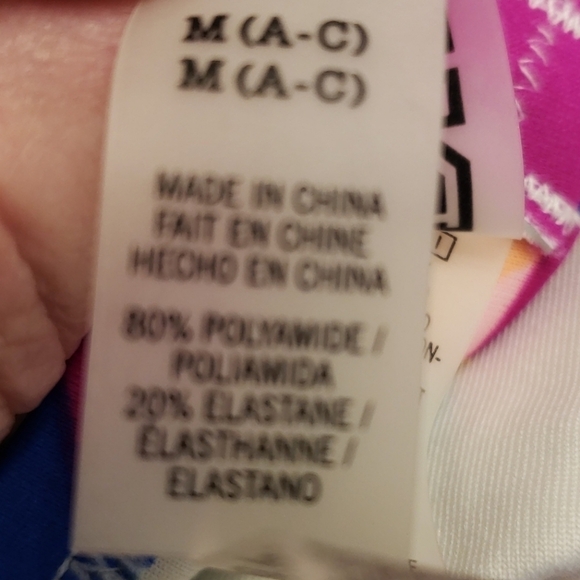 M (A-C)
M (A-C)
MADE IN CHINA
FAIT EN CHINE
HECHO EN CHINA
80% POLYAMIDE /
POLIAMIDA
20% ELASTANE /
ÉLASTHANNE /
ELASTANO